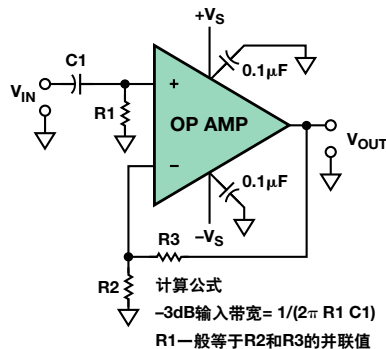 +VS
C1
0.1μF
VIN
+
R1
OP AMP
VOUT
–
0.1μF
–VS
R3
R2
计算公式
–3dB输入带宽= 1/(2π R1 C1)
R1一般等于R2和R3的并联值